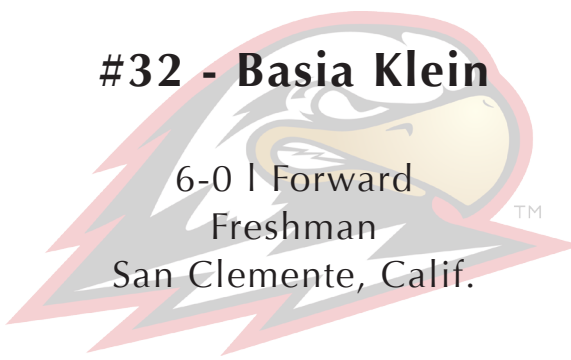 #32 - Basia Klein
6-0 l Forward
TM
Freshman
San Clemente, Calif.